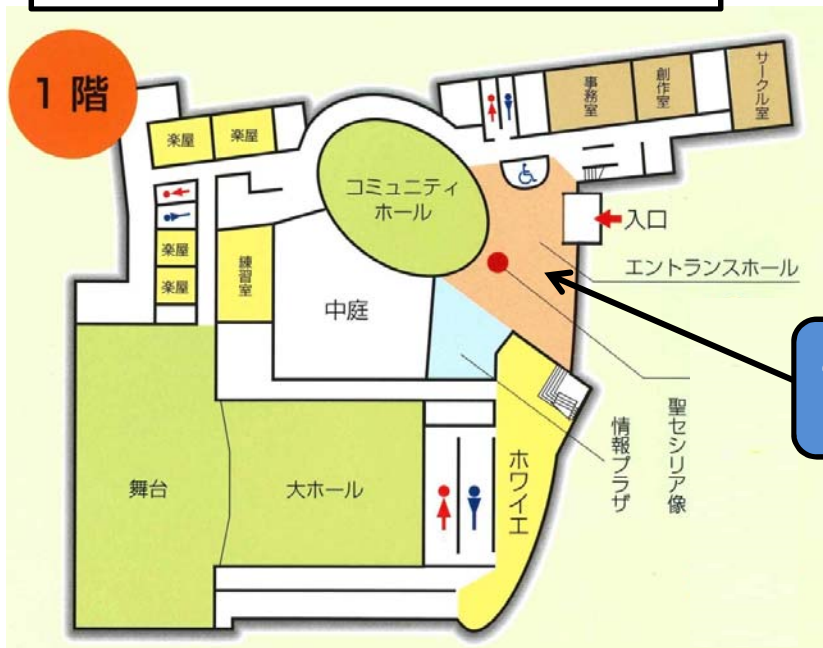 1階
楽屋
楽屋
事務室
創作室
サークル室
コミュニティ
ホール
入口
楽屋
楽屋
練習室
エントランスホール
中庭
聖セシリア像
情報プラザ
ホワイエ
舞台
大ホール